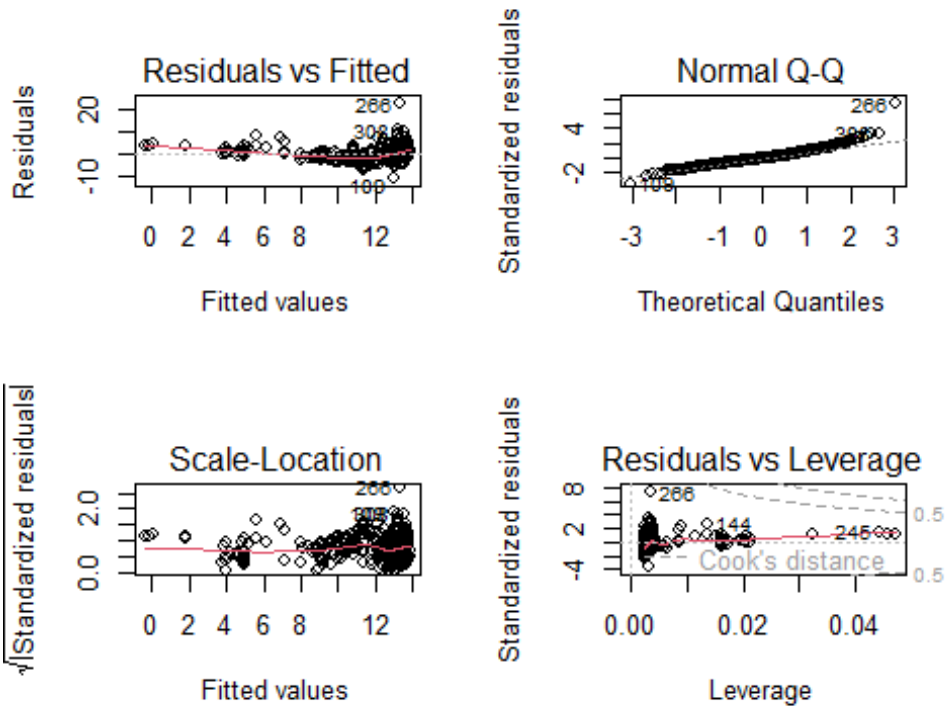 Residuals vs Fitted
Residuals
20
-10
266
308
109
0 2 4 6 8 12
Fitted values
Normal Q-Q
Standardized residuals
4
-2
266
109
-3 -1 0 1 2 3
Theoretical Quantiles
Scale-Location
√|Standardized residuals|
2.0
0.0
266
0 2 4 6 8 12
Fitted values
Residuals vs Leverage
Standardized residuals
8
2
-4
266
144
245
Cook's distance
0.5
0.5
0.00 0.02 0.04
Leverage